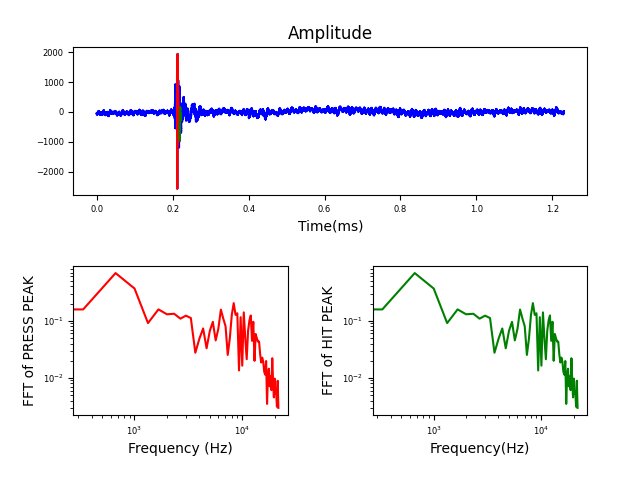 Amplitude
2000
1000
0
−1000
−2000
0.0 0.2 0.4 0.6 0.8 1.0 1.2
Time(ms)
FFT of PRESS PEAK
10⁻¹
10⁻²
10³ 10⁴
Frequency (Hz)
FFT of HIT PEAK
10⁻¹
10⁻²
10³ 10⁴
Frequency(Hz)